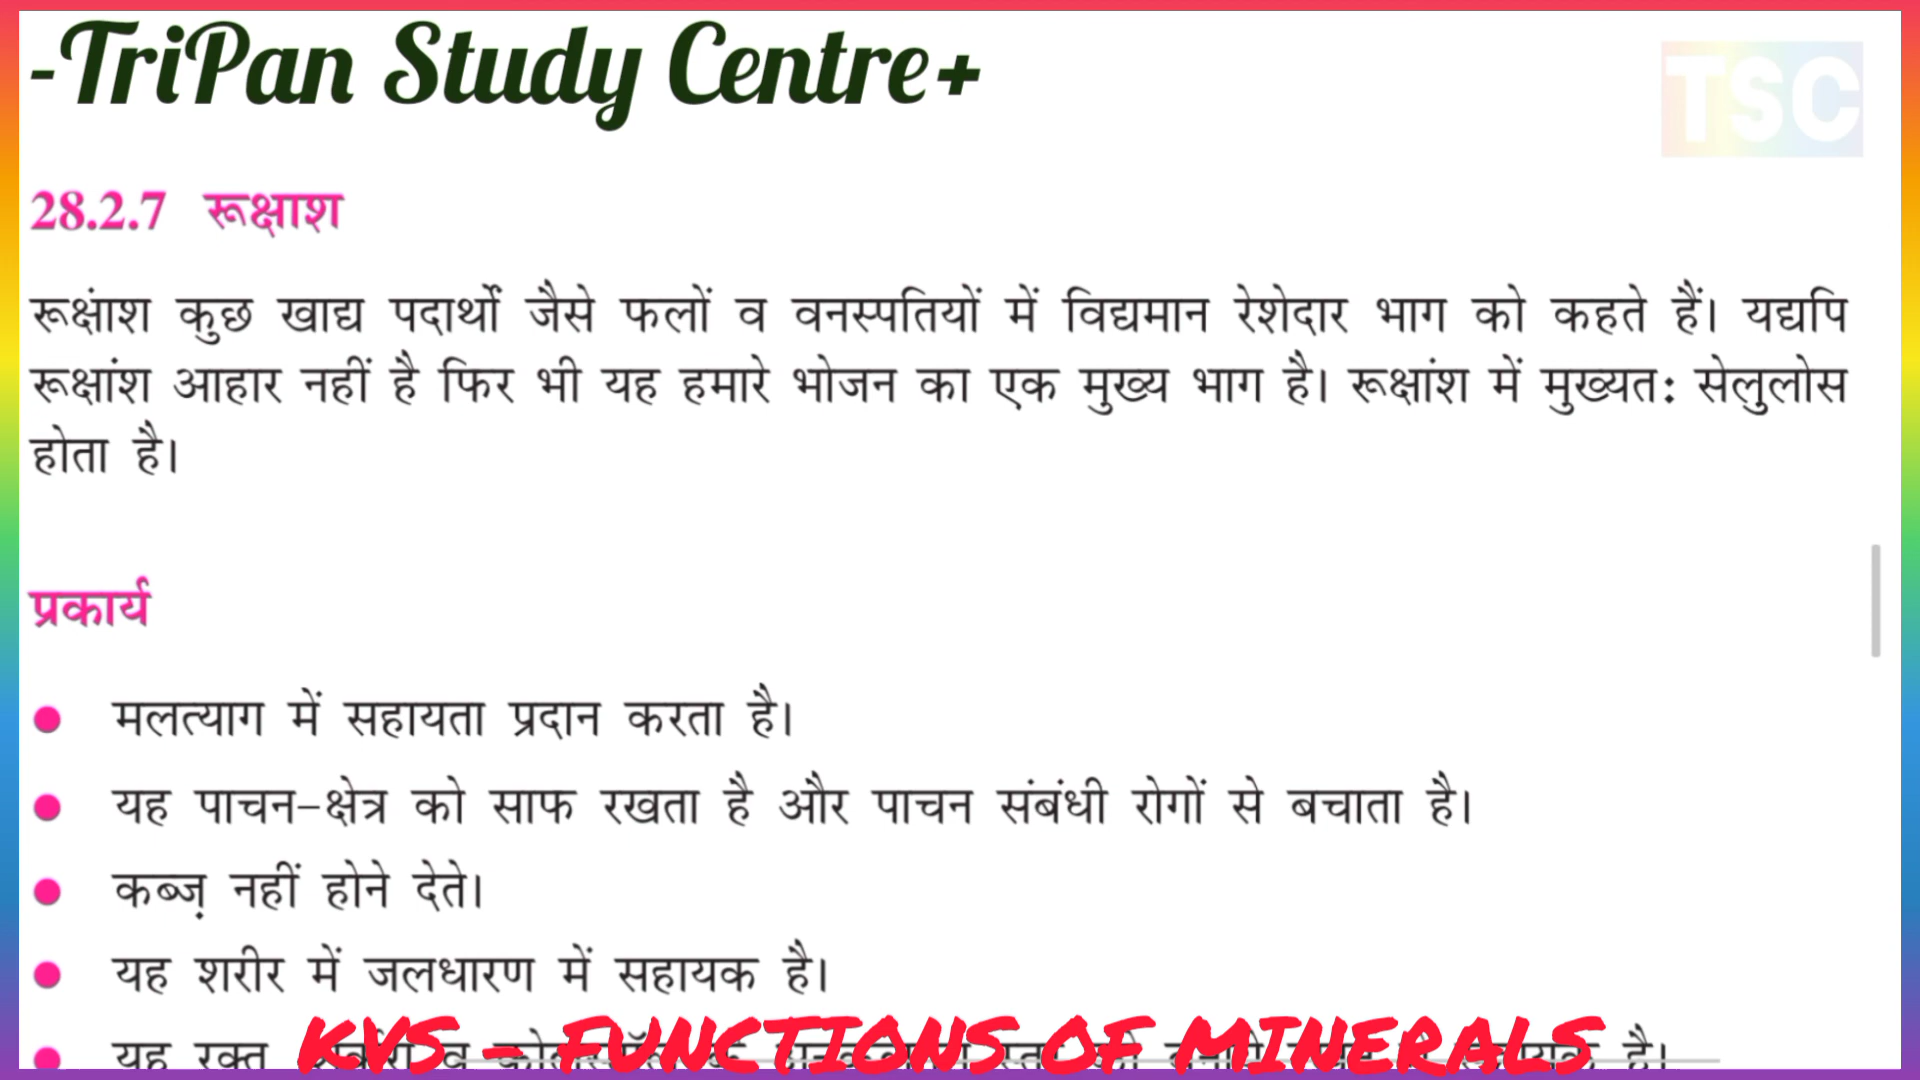 -TriPan Study Centre+
TSC
28.2.7 रूक्षाश
रूक्षांश कुछ खाद्य पदार्थों जैसे फलों व वनस्पतियों में विद्यमान रेशेदार भाग को कहते हैं। यद्यपि
रूक्षांश आहार नहीं है फिर भी यह हमारे भोजन का एक मुख्य भाग है। रूक्षांश में मुख्यतः सेलुलोस
होता है।
प्रकार्य
● मलत्याग में सहायता प्रदान करता है।
● यह पाचन-क्षेत्र को साफ रखता है और पाचन संबंधी रोगों से बचाता है।
● कब्ज़ नहीं होने देते।
● यह शरीर में जलधारण में सहायक है।
● यह रक्त व है।
KVS - FUNCTIONS OF MINERALS